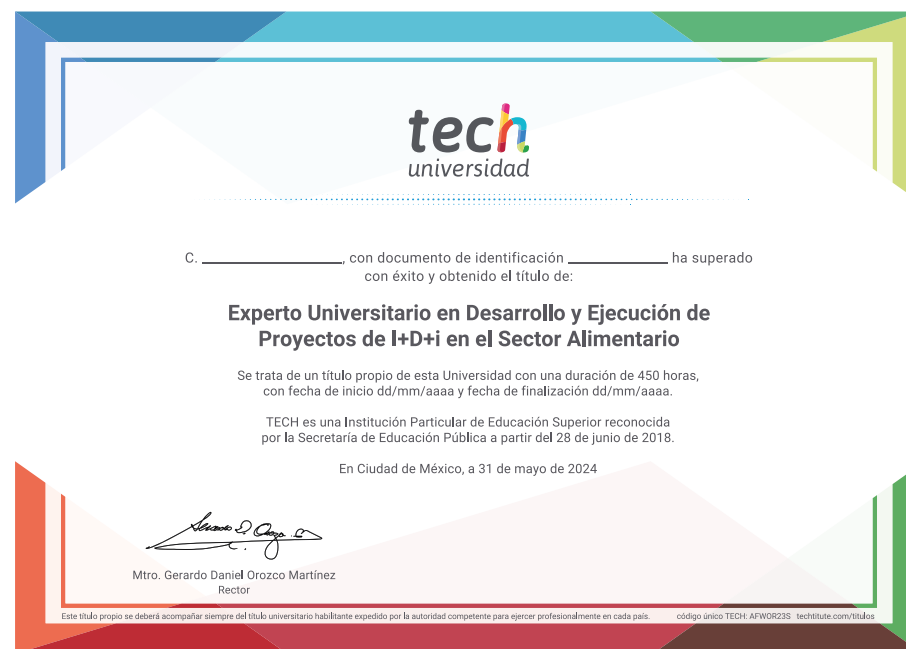 tech
universidad
C. ____________, con documento de identificación ____________ ha superado
con éxito y obtenido el título de:
Experto Universitario en Desarrollo y Ejecución de
Proyectos de I+D+i en el Sector Alimentario
Se trata de un título propio de esta Universidad con una duración de 450 horas,
con fecha de inicio dd/mm/aaaa y fecha de finalización dd/mm/aaaa.
TECH es una Institución Particular de Educación Superior reconocida
por la Secretaría de Educación Pública a partir del 28 de junio de 2018.
En Ciudad de México, a 31 de mayo de 2024
Mtro. Gerardo Daniel Orozco Martínez
Rector
Este título propio se deberá acompañar siempre del título universitario habilitante expedido por la autoridad competente para ejercer profesionalmente en cada país. código único TECH: AFWOR23S techtitute.com/titulos